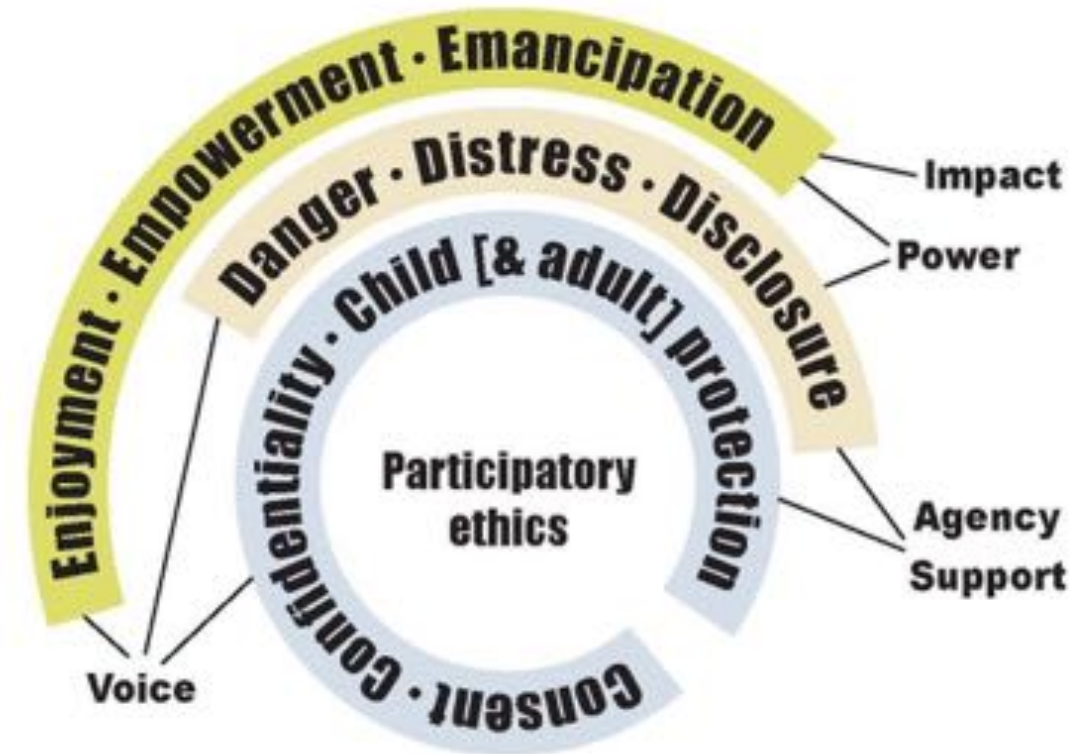 Enjoyment · Empowerment · Emancipation
Danger · Distress · Disclosure
Consent · Confidentiality · Child [& adult] protection
Participatory
ethics
Impact
Power
Agency
Support
Voice